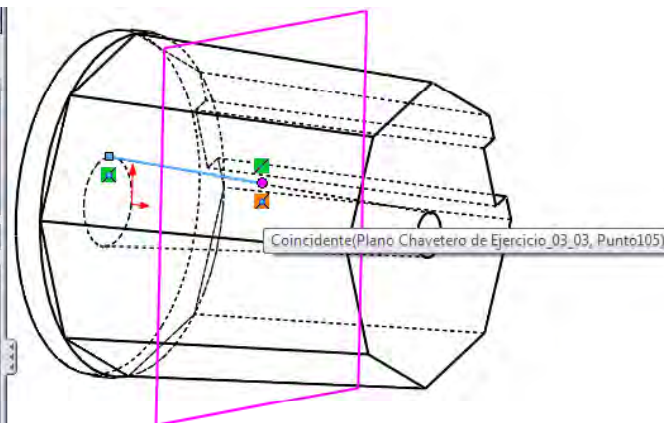 Coincidente(Plano Chavetero de Ejercicio_03_03, Punto105)